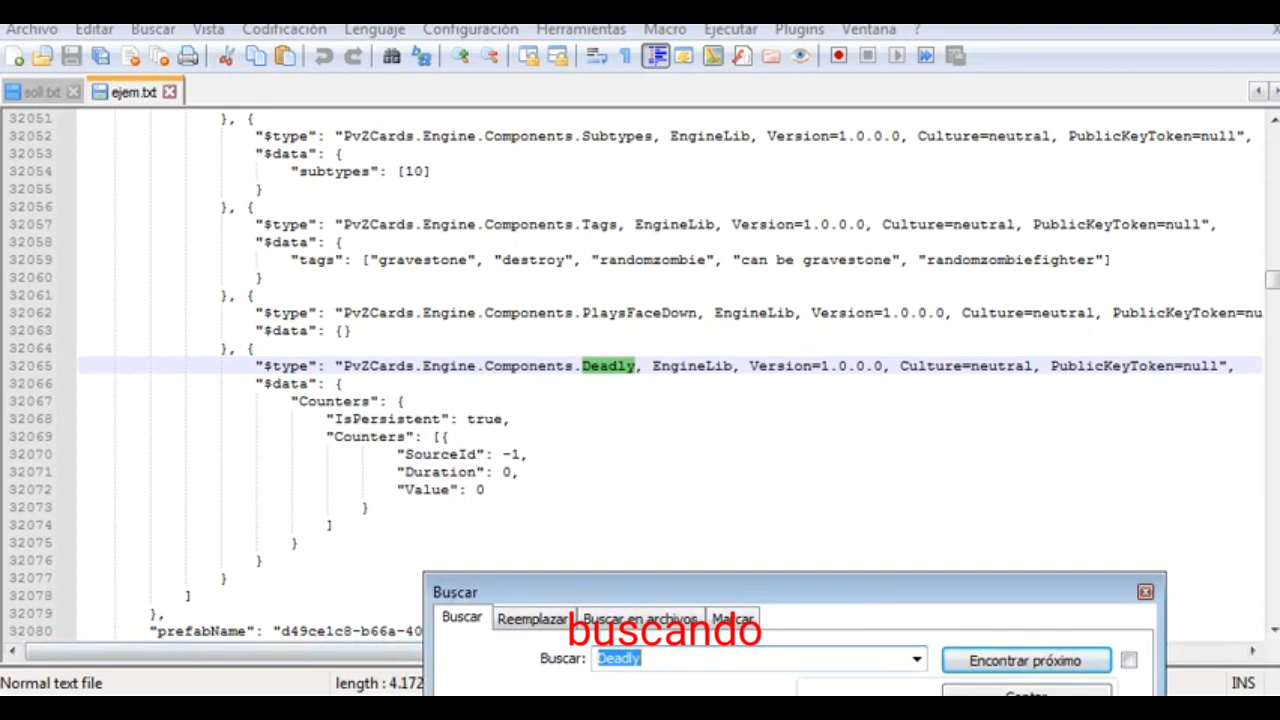 Archivo Editar Buscar Vista Codificación Lenguaje Configuración Herramientas Macro Ejecutar Plugins Ventana ?
soll.txt ejem.txt
32051 }, {
32052 "$type": "PvZCards.Engine.Components.Subtypes, EngineLib, Version=1.0.0.0, Culture=neutral, PublicKeyToken=null",
32053 "$data": {
32054 "subtypes": [10]
32055 }
32056 }, {
32057 "$type": "PvZCards.Engine.Components.Tags, EngineLib, Version=1.0.0.0, Culture=neutral, PublicKeyToken=null",
32058 "$data": {
32059 "tags": ["gravestone", "destroy", "randomzombie", "can be gravestone", "randomzombiefighter"]
32060 }
32061 }, {
32062 "$type": "PvZCards.Engine.Components.PlaysFaceDown, EngineLib, Version=1.0.0.0, Culture=neutral, PublicKeyToken=nu
32063 "$data": {}
32064 }, {
32065 "$type": "PvZCards.Engine.Components.Deadly, EngineLib, Version=1.0.0.0, Culture=neutral, PublicKeyToken=null",
32066 "$data": {
32067 "Counters": {
32068 "IsPersistent": true,
32069 "Counters": [{
32070 "SourceId": -1,
32071 "Duration": 0,
32072 "Value": 0
32073 }
32074 ]
32075 }
32076 }
32077 }
32078 ]
32079 },
32080 "prefabName": "d49ce1c8-b66a-40
Buscar
Buscar Reemplazar Buscar en archivos Marcar
buscando
Buscar: Deadly Encontrar próximo
Contar
Normal text file length : 4.172 INS